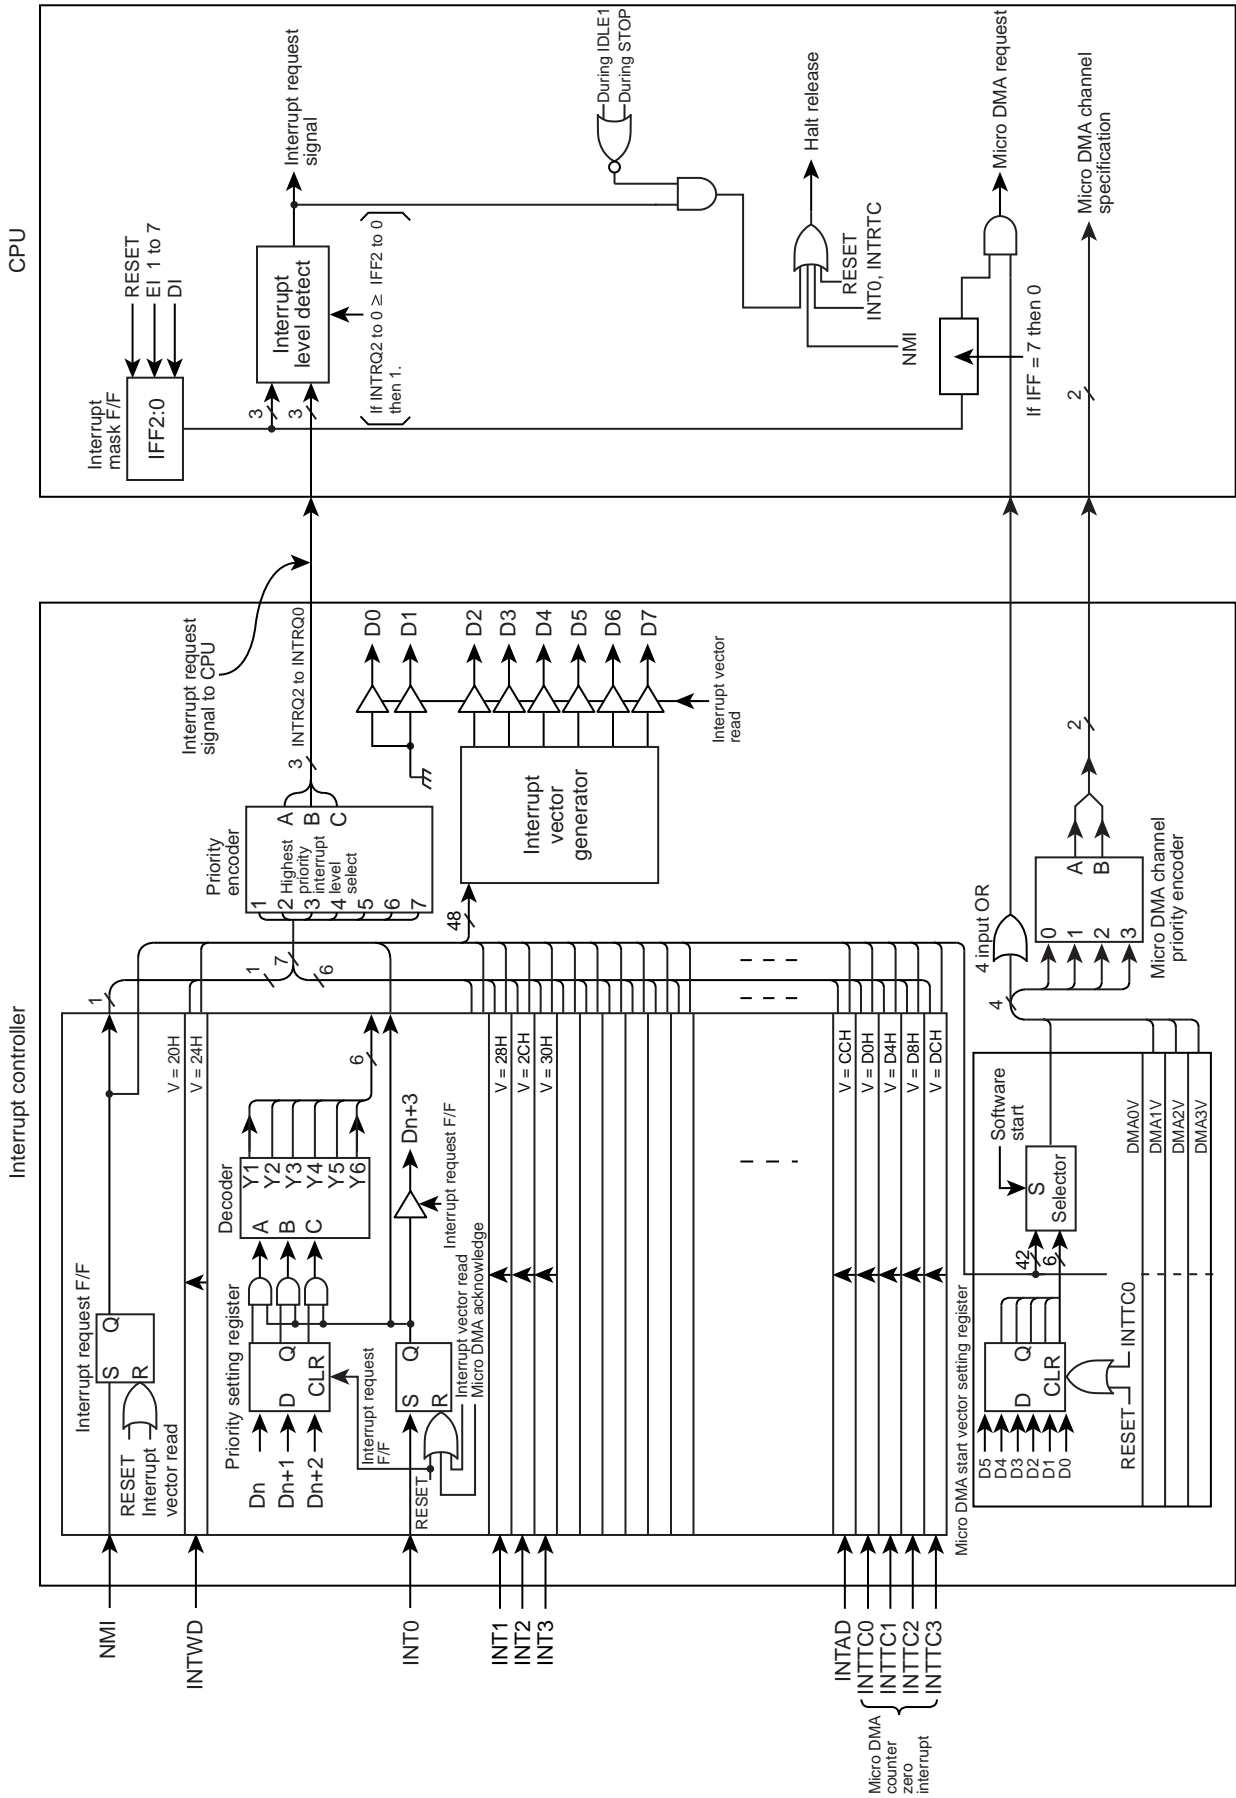 Interrupt controller
CPU
NMI
INTWD
INT0
INT1
INT2
INT3
INTAD
INTTC0
INTTC1
INTTC2
INTTC3
Micro DMA
counter
zero
interrupt
Interrupt request F/F
S
Q
R
RESET
Interrupt
vector read
1
V = 20H
V = 24H
Priority setting register
Dn
Dn+1
Dn+2
D
Q
CLR
Interrupt request
F/F
Decoder
A
B
C
Y1
Y2
Y3
Y4
Y5
Y6
6
S
Q
R
RESET
Dn+3
Interrupt request F/F
Interrupt vector read
Micro DMA acknowledge
V = 28H
V = 2CH
V = 30H
V = CCH
V = D0H
V = D4H
V = D8H
V = DCH
1
7
6
Priority
encoder
1
2
3
4
5
6
7
Highest
priority
interrupt
level
select
A
B
C
3
INTRQ2 to INTRQ0
Interrupt request
signal to CPU
48
Interrupt
vector
generator
D0
D1
D2
D3
D4
D5
D6
D7
Interrupt vector
read
Micro DMA start vector setting register
D5
D4
D3
D2
D1
D0
D
Q
CLR
RESET
INTTC0
42
6
S
Selector
Software
start
DMA0V
DMA1V
DMA2V
DMA3V
4
4 input OR
0
1
2
3
A
B
Micro DMA channel
priority encoder
2
Interrupt
mask F/F
IFF2:0
RESET
EI 1 to 7
DI
3
3
Interrupt
level detect
If INTRQ2 to 0 ≥ IFF2 to 0
then 1.
Interrupt request
signal
During IDLE1
During STOP
Halt release
RESET
INT0, INTRTC
NMI
If IFF = 7 then 0
Micro DMA request
2
Micro DMA channel
specification